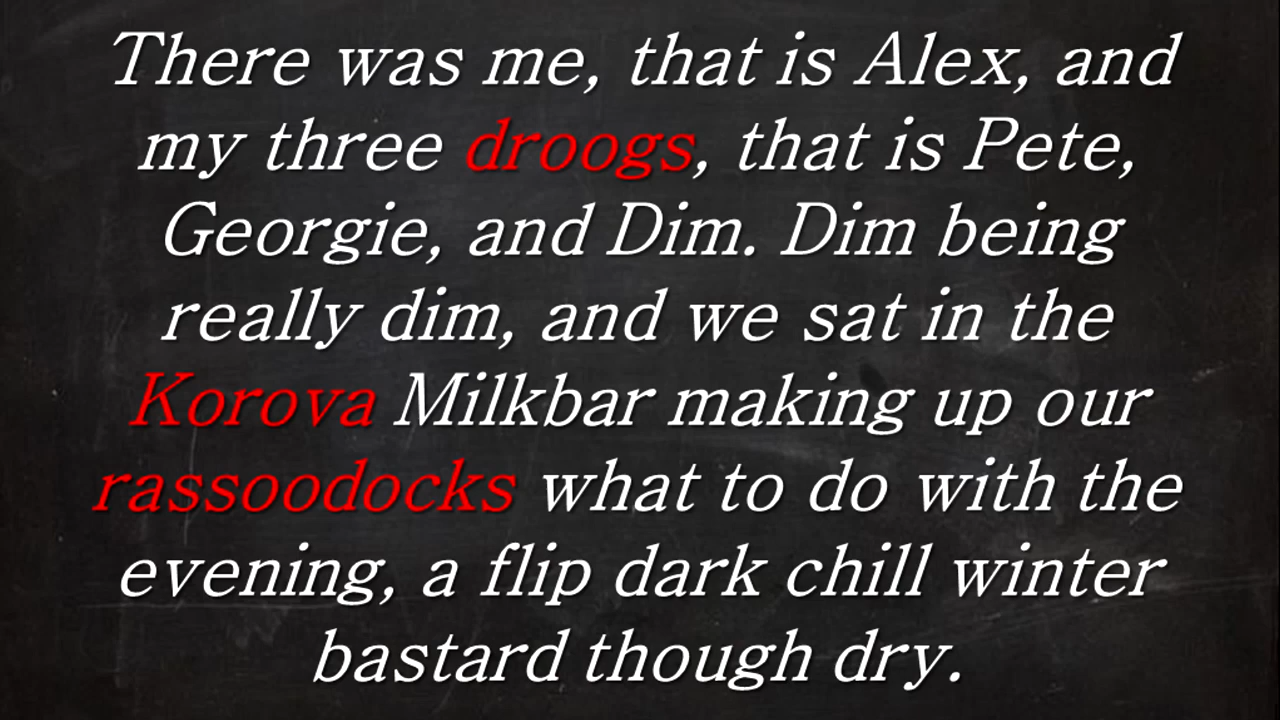 There was me, that is Alex, and
my three droogs, that is Pete,
Georgie, and Dim. Dim being
really dim, and we sat in the
Korova Milkbar making up our
rassoodocks what to do with the
evening, a flip dark chill winter
bastard though dry.